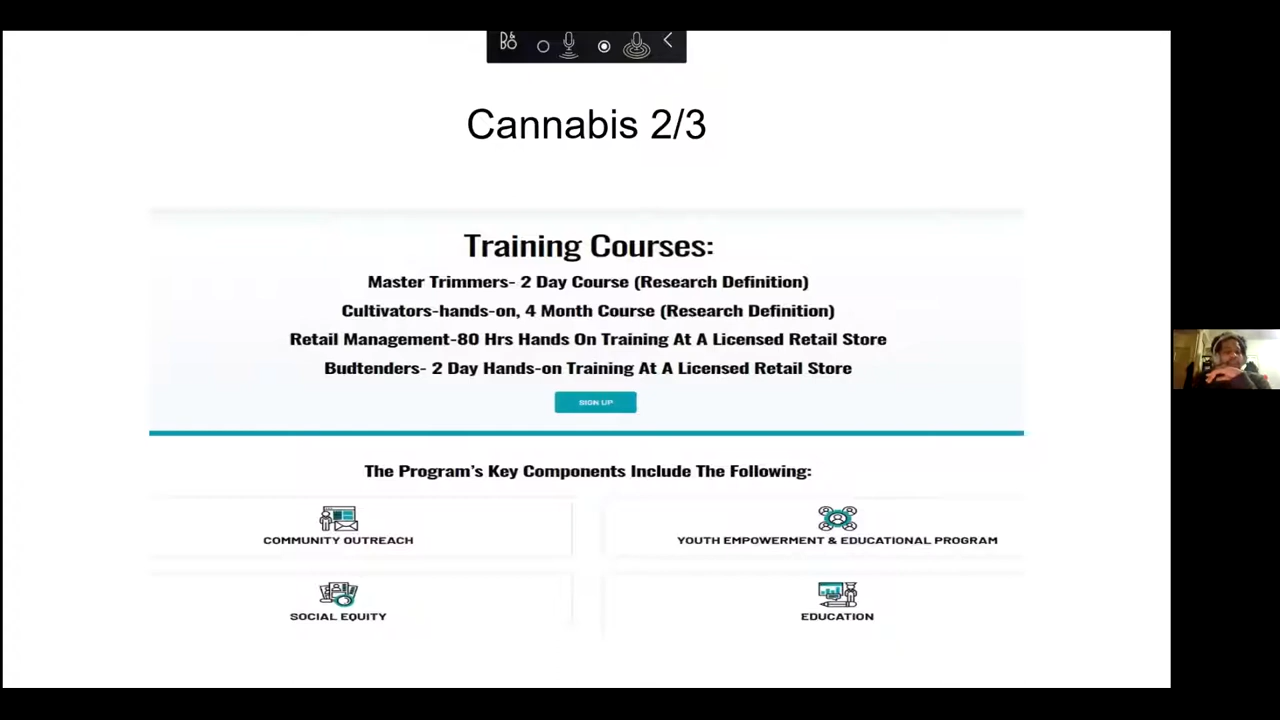 B&O
Cannabis 2/3
Training Courses:
Master Trimmers- 2 Day Course (Research Definition)
Cultivators-hands-on, 4 Month Course (Research Definition)
Retail Management-80 Hrs Hands On Training At A Licensed Retail Store
Budtenders- 2 Day Hands-on Training At A Licensed Retail Store
SIGN UP
The Program's Key Components Include The Following:
COMMUNITY OUTREACH
YOUTH EMPOWERMENT & EDUCATIONAL PROGRAM
SOCIAL EQUITY
EDUCATION